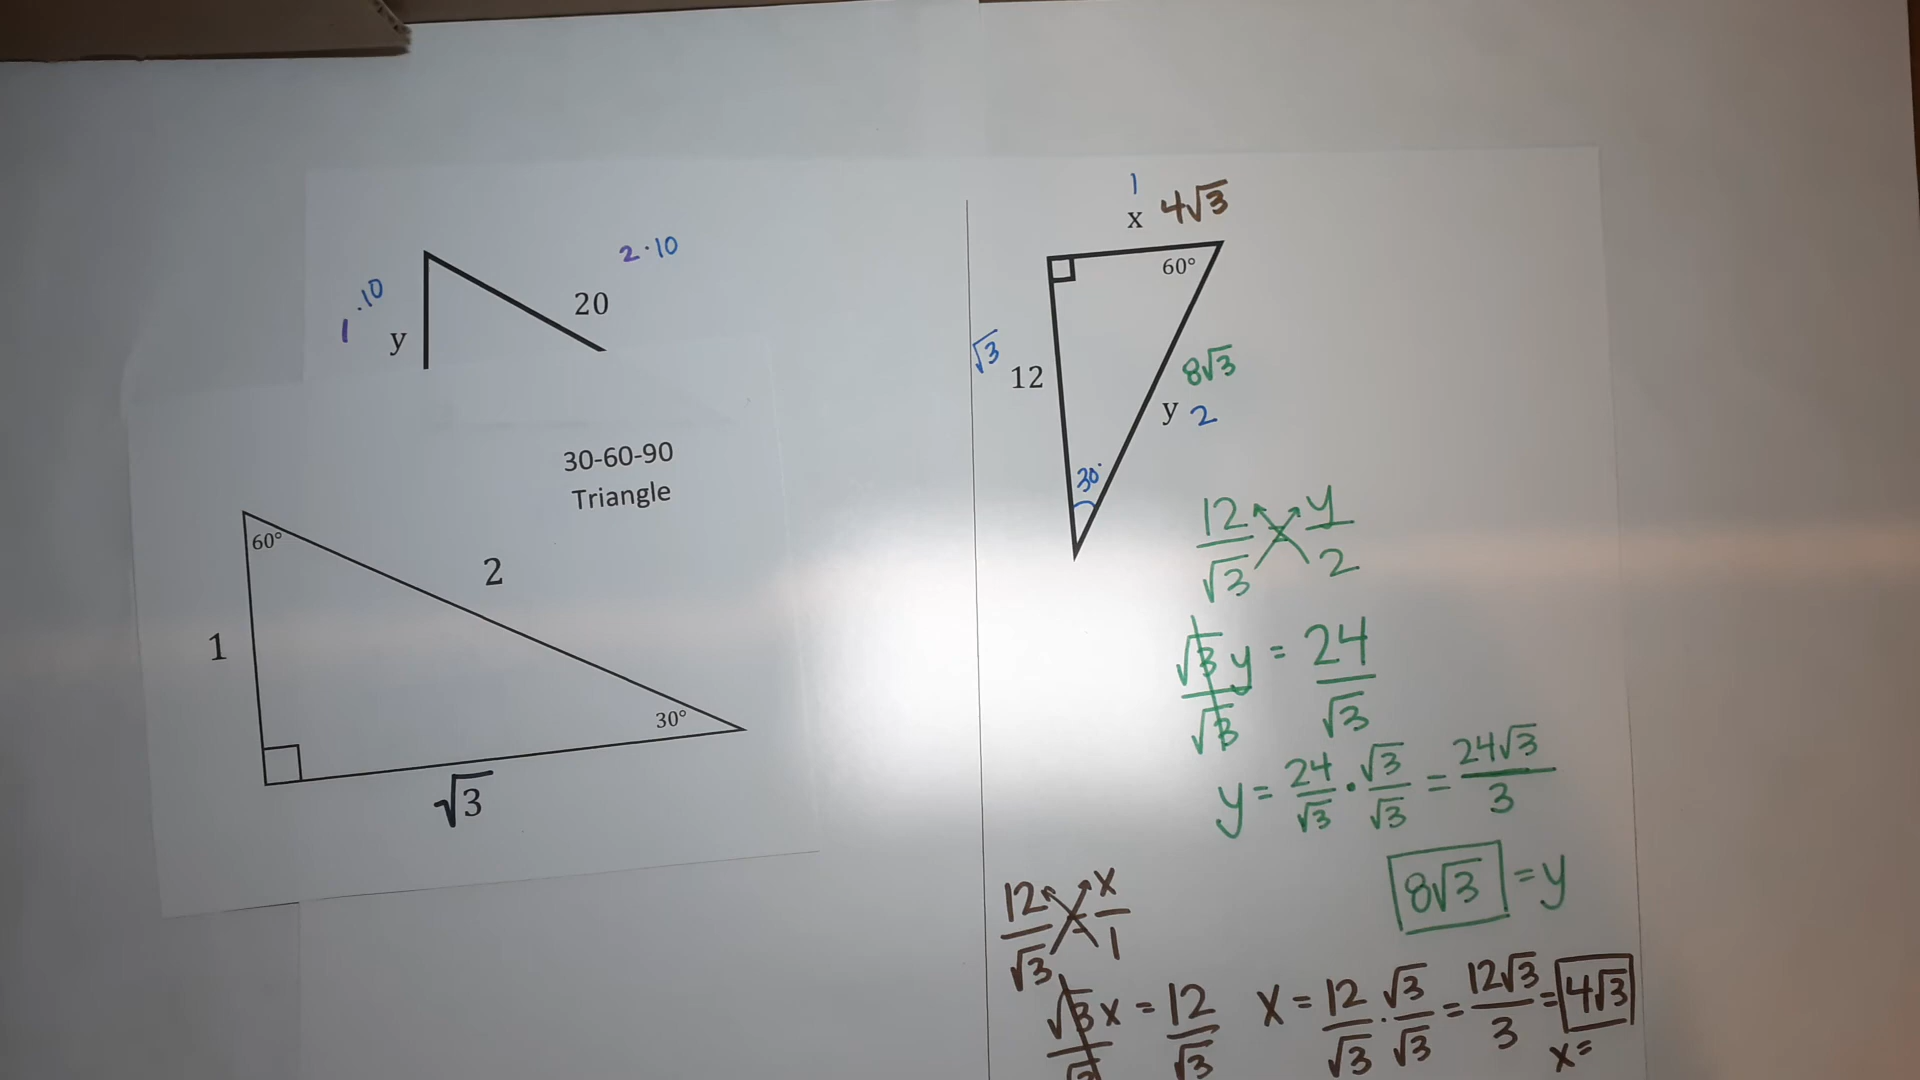 2·10
1·10
y
20
30-60-90
Triangle
60°
2
1
30°
√3
1
x 4√3
60°
√3
12
8√3
y 2
30°
12/√3 = y/2
√3y/√3 = 24/√3
y = 24/√3 · √3/√3 = 24√3/3
8√3 = y
12/√3 = x/1
√3x/√3 = 12/√3
x = 12/√3 · √3/√3 = 12√3/3 = 4√3
x=